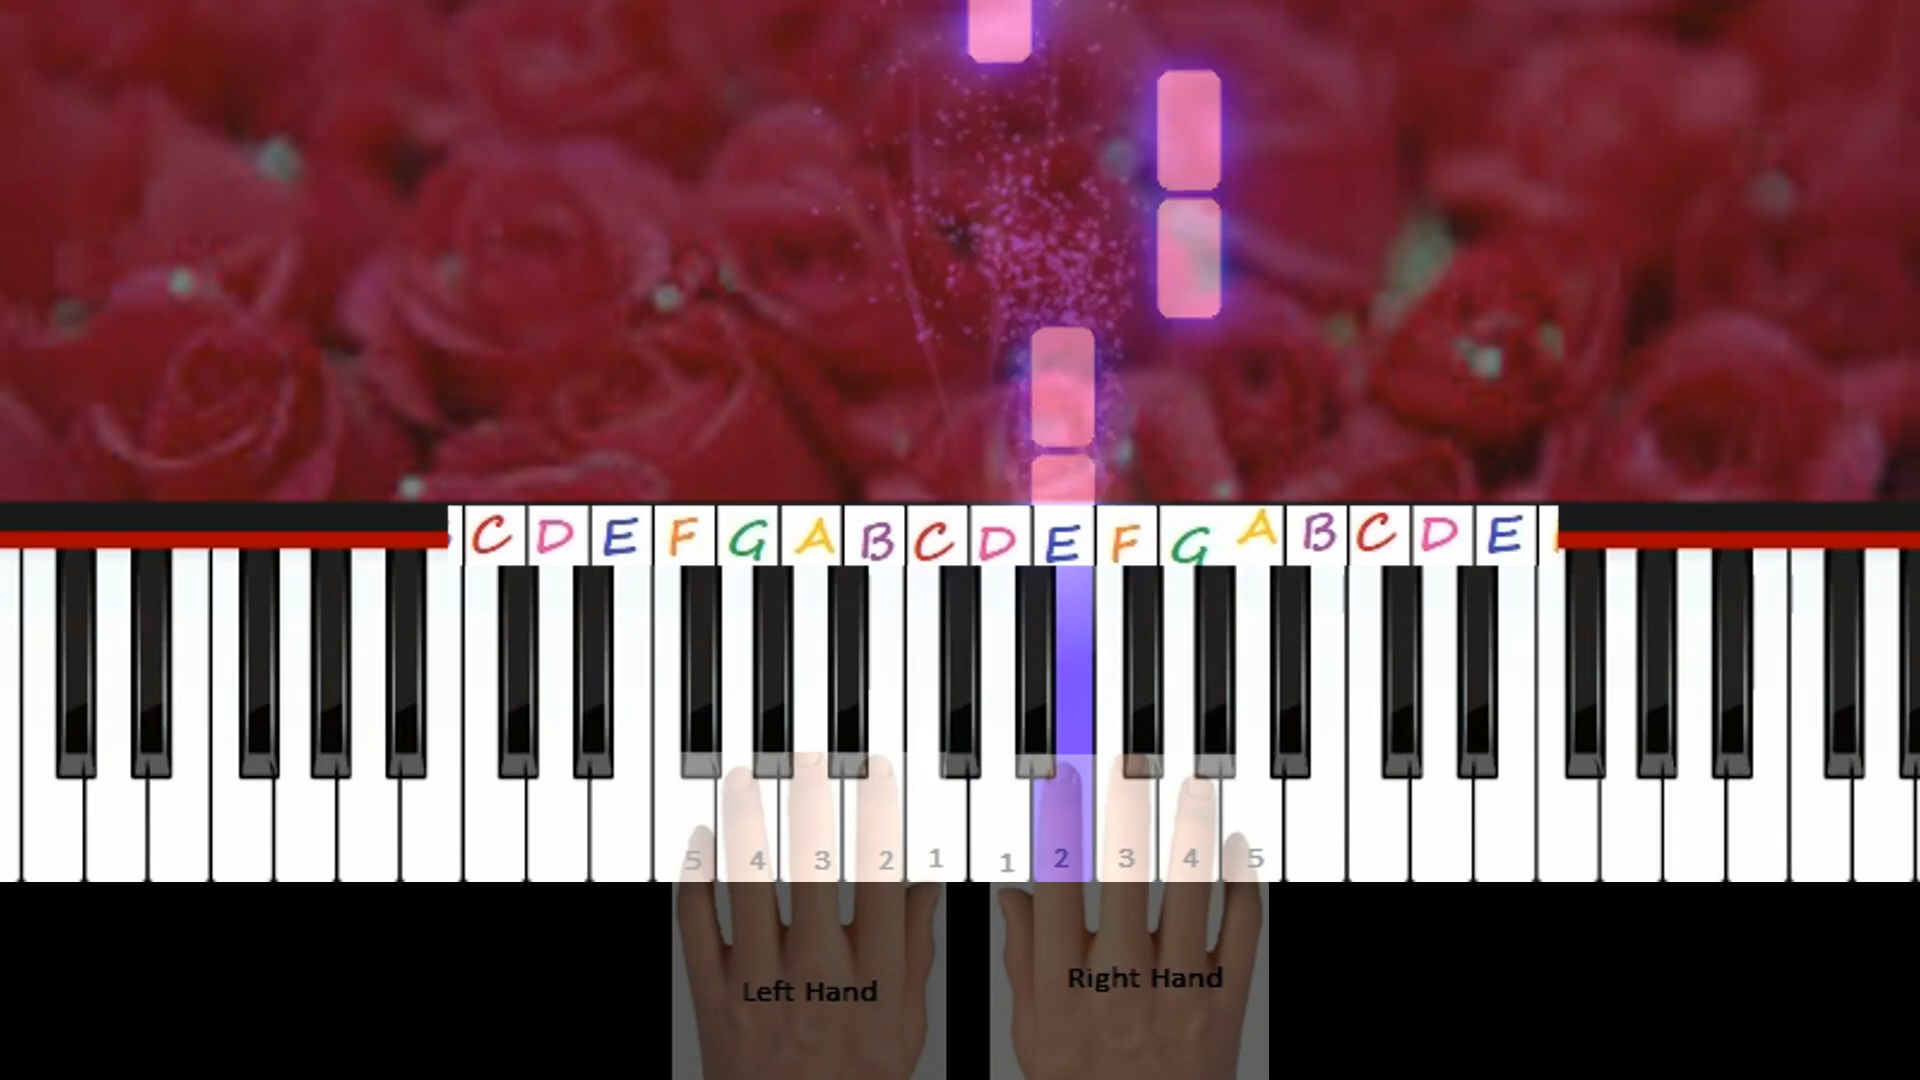 C D E F G A B C D E F G A B C D E
5 4 3 2 1 1 2 3 4 5
Left Hand Right Hand